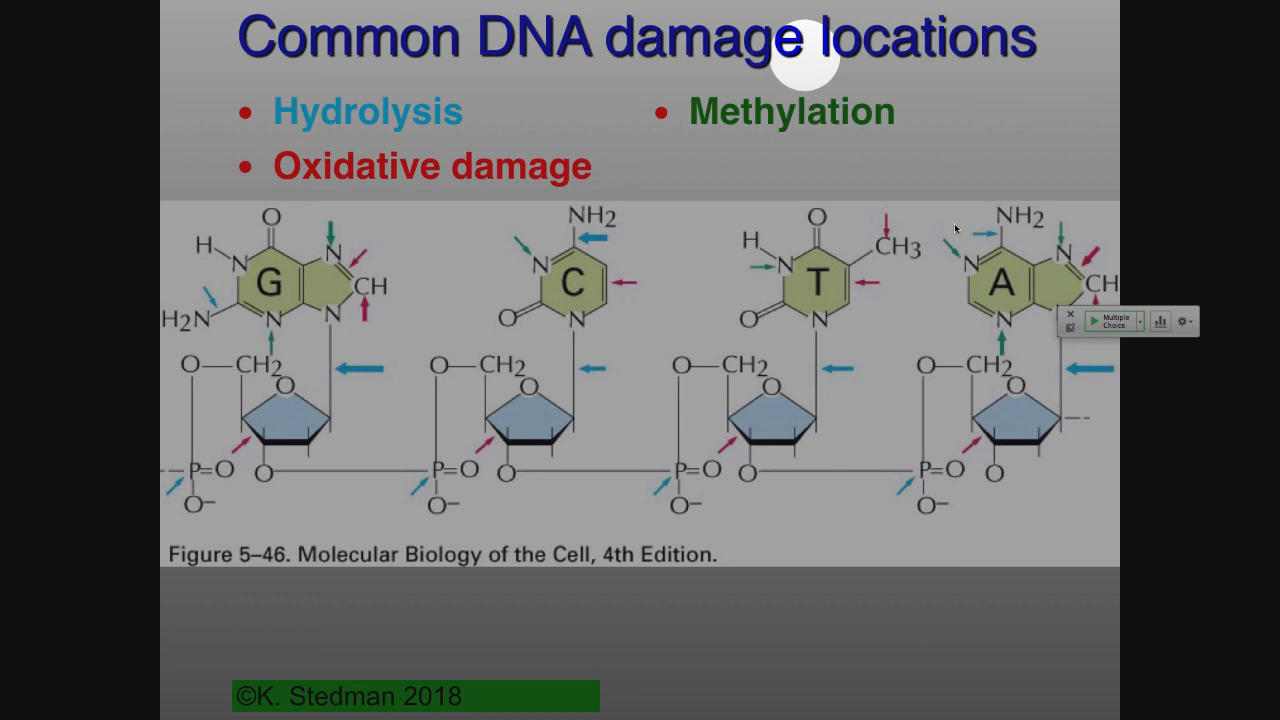 Common DNA damage locations
• Hydrolysis
• Methylation
• Oxidative damage
O
NH2
O
NH2
H
N
N
H
CH3
N
N
N
N
G
CH
C
T
A
CH
H2N
N
N
O
N
O
N
N
Multiple
Choice
O
CH2
O
CH2
O
CH2
O
CH2
O
O
O
O
P=O
O
P=O
O
P=O
O
P=O
O
O−
O−
O−
O−
Figure 5–46. Molecular Biology of the Cell, 4th Edition.
©K. Stedman 2018